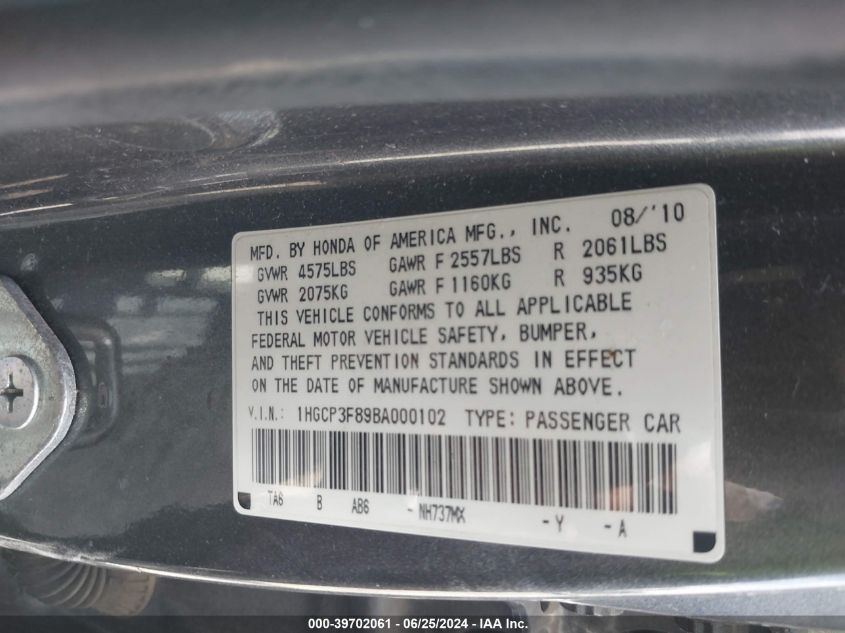 MFD. BY HONDA OF AMERICA MFG., INC. 08/'10
GVWR 4575LBS GAWR F 2557LBS R 2061LBS
GVWR 2075KG GAWR F 1160KG R 935KG
THIS VEHICLE CONFORMS TO ALL APPLICABLE
FEDERAL MOTOR VEHICLE SAFETY, BUMPER,
AND THEFT PREVENTION STANDARDS IN EFFECT
ON THE DATE OF MANUFACTURE SHOWN ABOVE.
V.I.N.: 1HGCP3F89BA000102 TYPE: PASSENGER CAR
TA6 B AB6 - NH737MX - Y - A
000-39702061 - 06/25/2024 - IAAI.COM